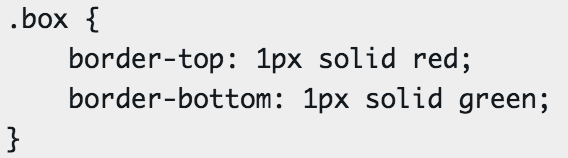 .box {
    border-top: 1px solid red;
    border-bottom: 1px solid green;
}